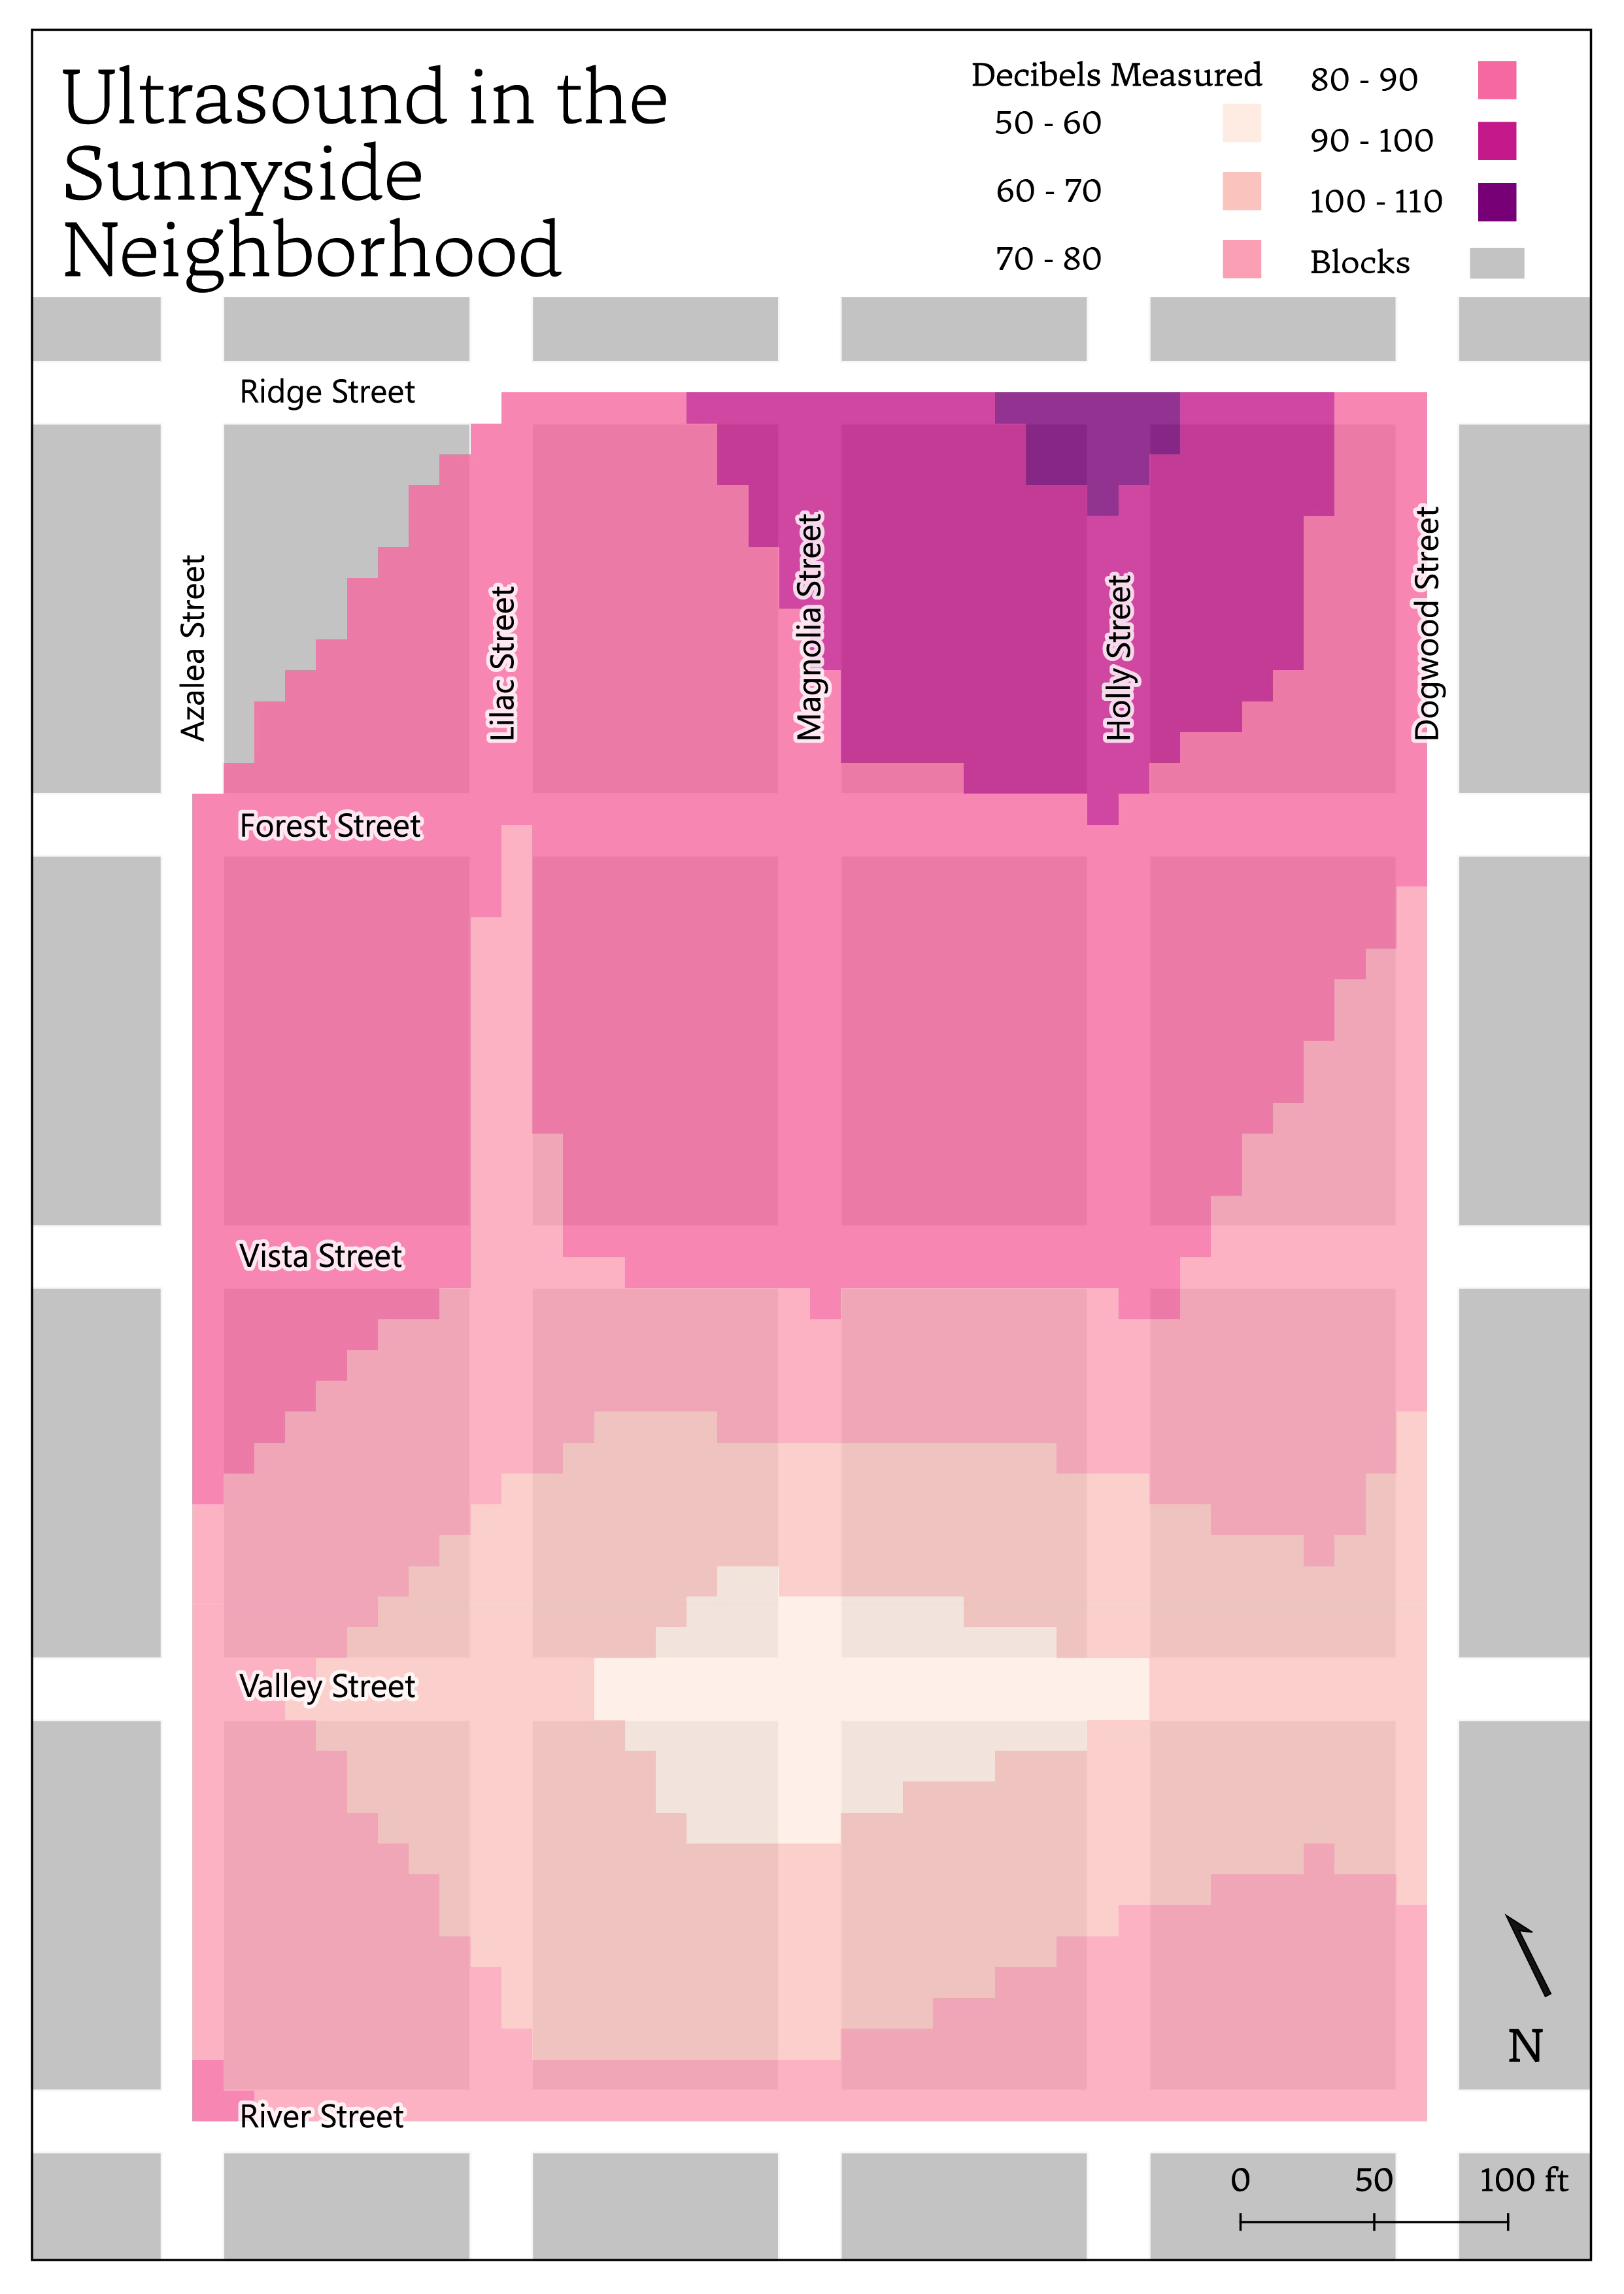 Ultrasound in the
Sunnyside
Neighborhood
Decibels Measured
50 - 60
60 - 70
70 - 80
80 - 90
90 - 100
100 - 110
Blocks
Ridge Street
Azalea Street
Lilac Street
Magnolia Street
Holly Street
Dogwood Street
Forest Street
Vista Street
Valley Street
River Street
N
0 50 100 ft